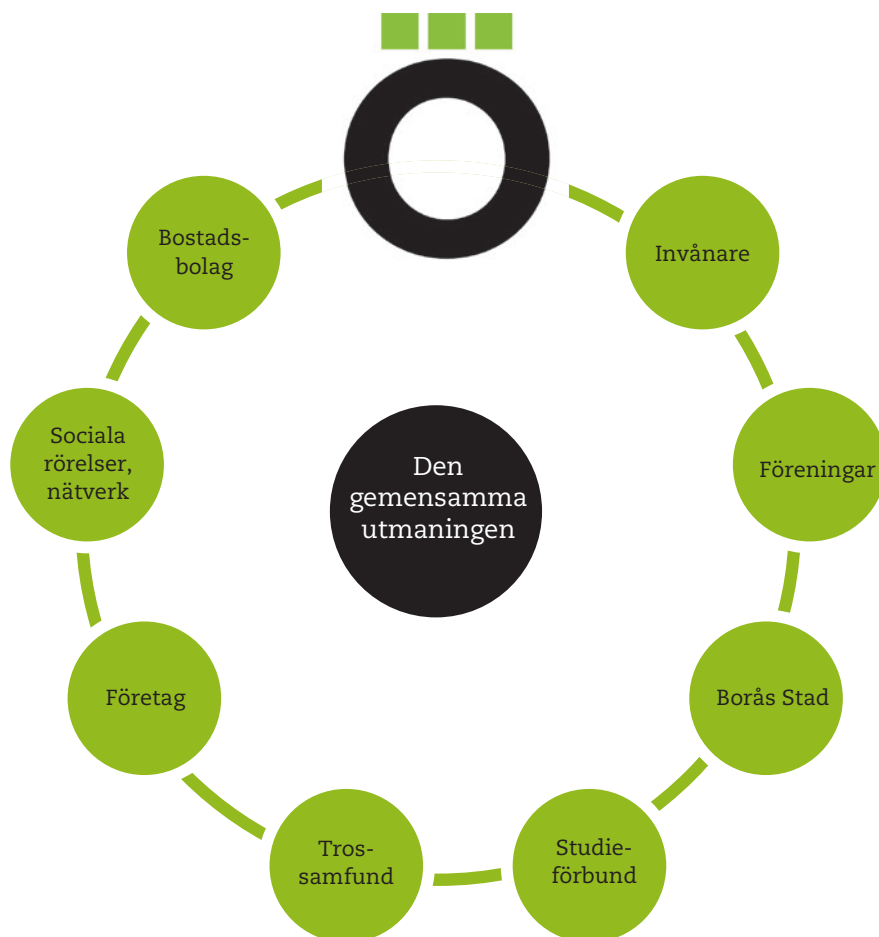 Ö
Bostads-
bolag
Invånare
Sociala
rörelser,
nätverk
Den
gemensamma
utmaningen
Föreningar
Företag
Borås Stad
Tros-
samfund
Studie-
förbund